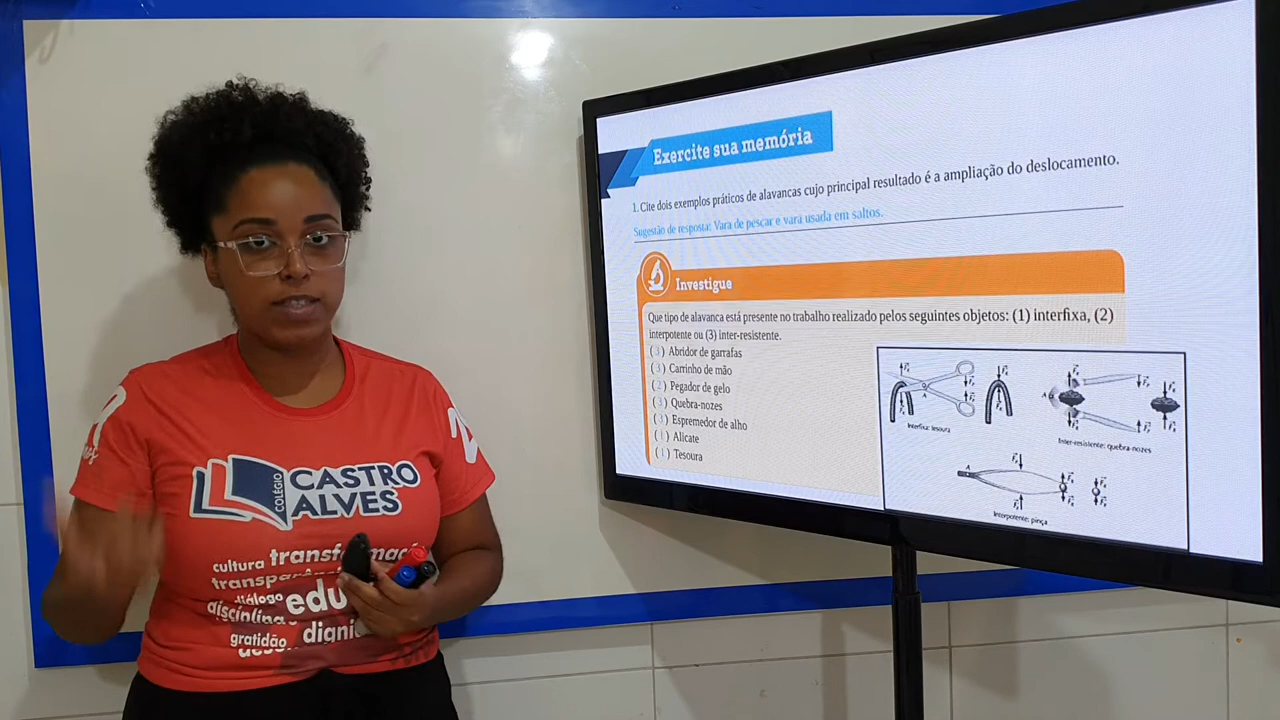 COLÉGIO
CASTRO
ALVES
cultura
diálogo
disciplina
gratidão
Exercite sua memória
1. Cite dois exemplos práticos de alavancas cujo principal resultado é a ampliação do deslocamento.
Sugestão de resposta: Vara de pescar e vara usada em saltos.
Investigue
Que tipo de alavanca está presente no trabalho realizado pelos seguintes objetos: (1) interfixa, (2)
interpotente ou (3) inter-resistente.
(3) Abridor de garrafas
(3) Carrinho de mão
(2) Pegador de gelo
(3) Quebra-nozes
(3) Espremedor de alho
(1) Alicate
(1) Tesoura
A
Interfixa: tesoura
A
Inter-resistente: quebra-nozes
A
Interpotente: pinça